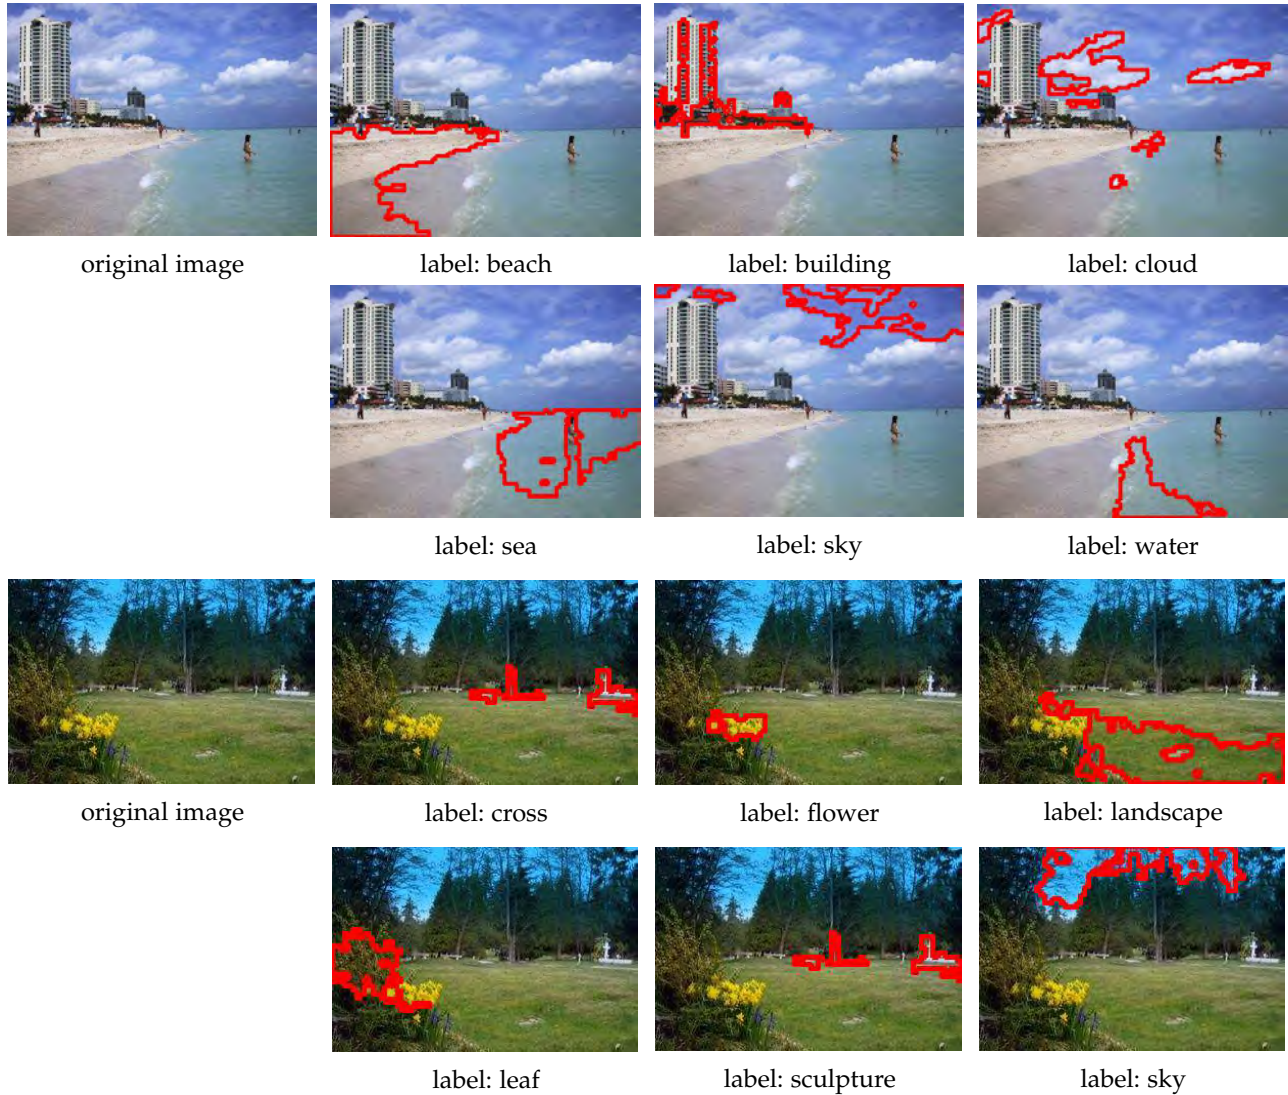 original image
label: beach
label: building
label: cloud
label: sea
label: sky
label: water
original image
label: cross
label: flower
label: landscape
label: leaf
label: sculpture
label: sky